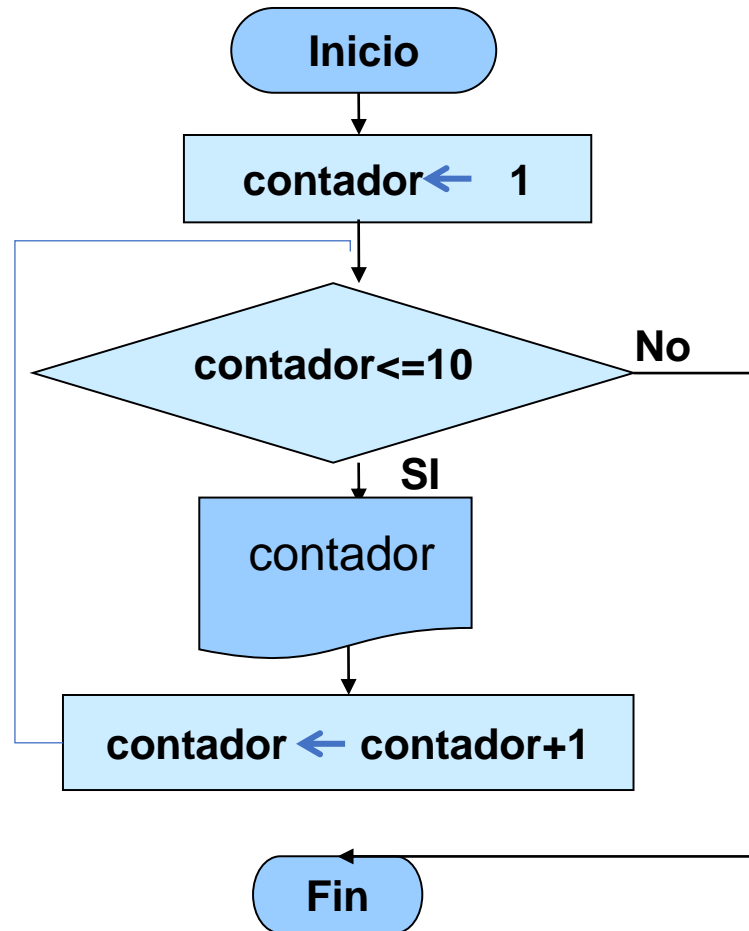 Inicio
contador← 1
contador<=10
No
SI
contador
contador ← contador+1
Fin